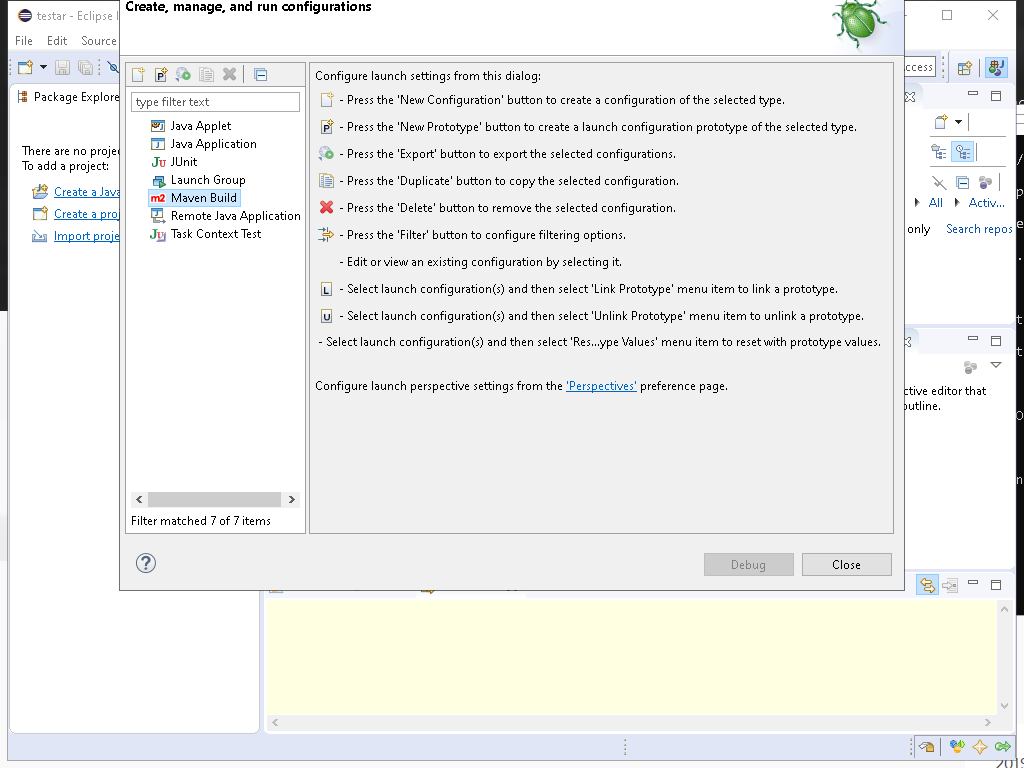 testar - Eclipse
Create, manage, and run configurations
File Edit Source
Package Explore
There are no proje
To add a project:
Create a Java
Create a proj
Import proje
type filter text
Java Applet
Java Application
Ju JUnit
Launch Group
m2 Maven Build
Remote Java Application
Task Context Test
Filter matched 7 of 7 items
Configure launch settings from this dialog:
- Press the 'New Configuration' button to create a configuration of the selected type.
P - Press the 'New Prototype' button to create a launch configuration prototype of the selected type.
- Press the 'Export' button to export the selected configurations.
- Press the 'Duplicate' button to copy the selected configuration.
- Press the 'Delete' button to remove the selected configuration.
- Press the 'Filter' button to configure filtering options.
- Edit or view an existing configuration by selecting it.
L - Select launch configuration(s) and then select 'Link Prototype' menu item to link a prototype.
U - Select launch configuration(s) and then select 'Unlink Prototype' menu item to unlink a prototype.
- Select launch configuration(s) and then select 'Res...ype Values' menu item to reset with prototype values.
Configure launch perspective settings from the 'Perspectives' preference page.
? Debug Close
ccess
All Activ...
only Search repos
ctive editor that
outline.
2019